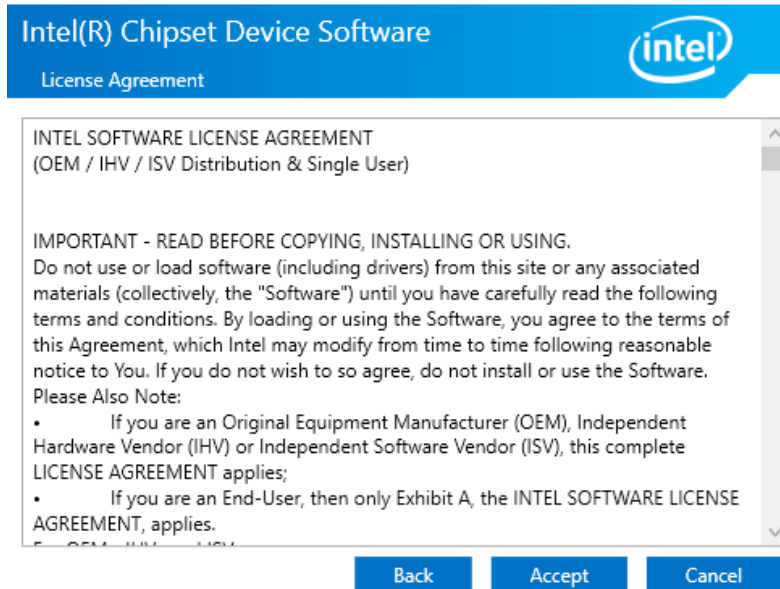 Intel(R) Chipset Device Software
intel
License Agreement
INTEL SOFTWARE LICENSE AGREEMENT
(OEM / IHV / ISV Distribution & Single User)
IMPORTANT - READ BEFORE COPYING, INSTALLING OR USING.
Do not use or load software (including drivers) from this site or any associated
materials (collectively, the "Software") until you have carefully read the following
terms and conditions. By loading or using the Software, you agree to the terms of
this Agreement, which Intel may modify from time to time following reasonable
notice to You. If you do not wish to so agree, do not install or use the Software.
Please Also Note:
• If you are an Original Equipment Manufacturer (OEM), Independent
Hardware Vendor (IHV) or Independent Software Vendor (ISV), this complete
LICENSE AGREEMENT applies;
• If you are an End-User, then only Exhibit A, the INTEL SOFTWARE LICENSE
AGREEMENT, applies.
Back Accept Cancel